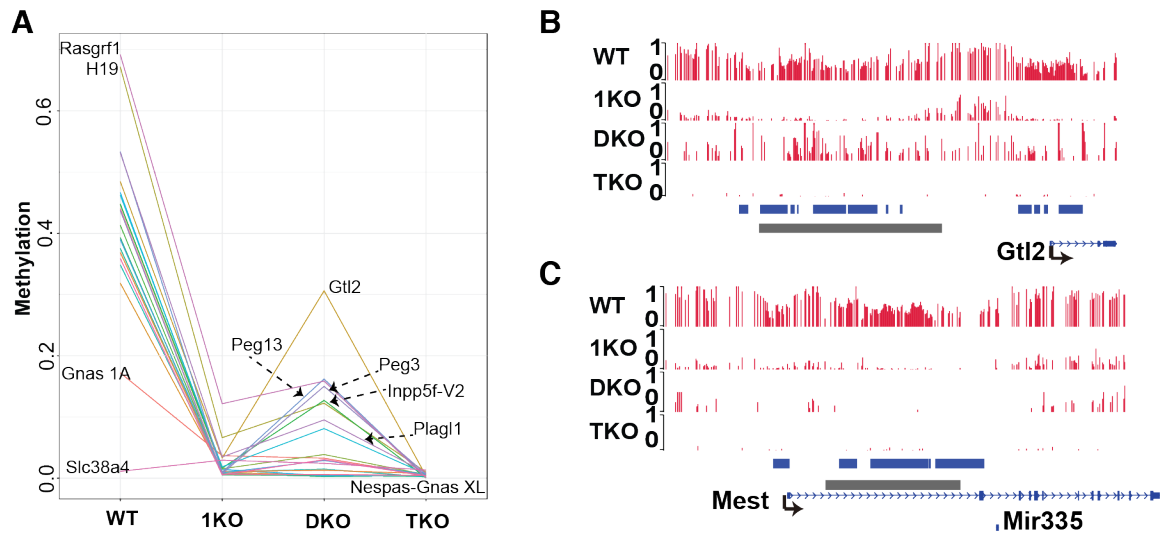 A
Rasgrf1
H19
0.6
0.4
Methylation
Gtl2
Peg13
Peg3
Inpp5f-V2
0.2
Gnas 1A
Plagl1
Slc38a4
0.0
Nespas-Gnas XL
WT 1KO DKO TKO
B
WT 1 0
1KO 1 0
DKO 1 0
TKO 1 0
Gtl2
C
WT 1 0
1KO 1 0
DKO 1 0
TKO 1 0
Mest
Mir335